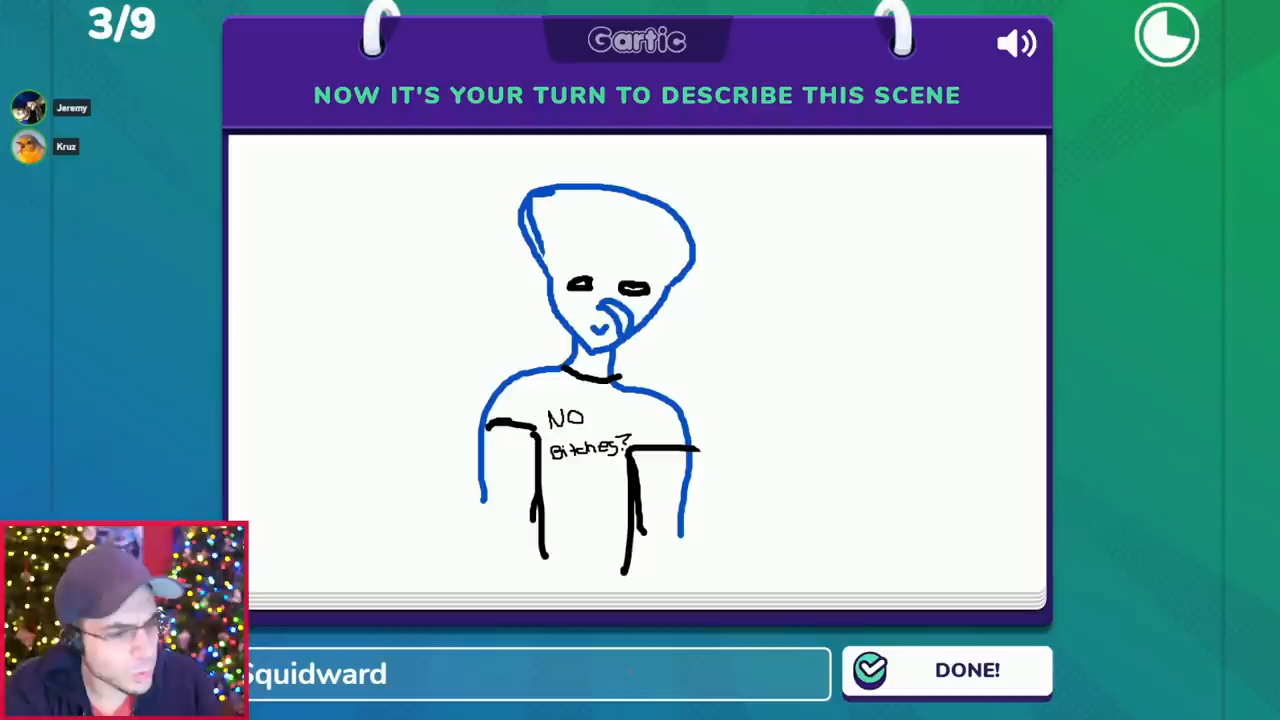 3/9
Gartic
NOW IT'S YOUR TURN TO DESCRIBE THIS SCENE
Jeremy
Kruz
NO
Bitches?
Squidward
DONE!